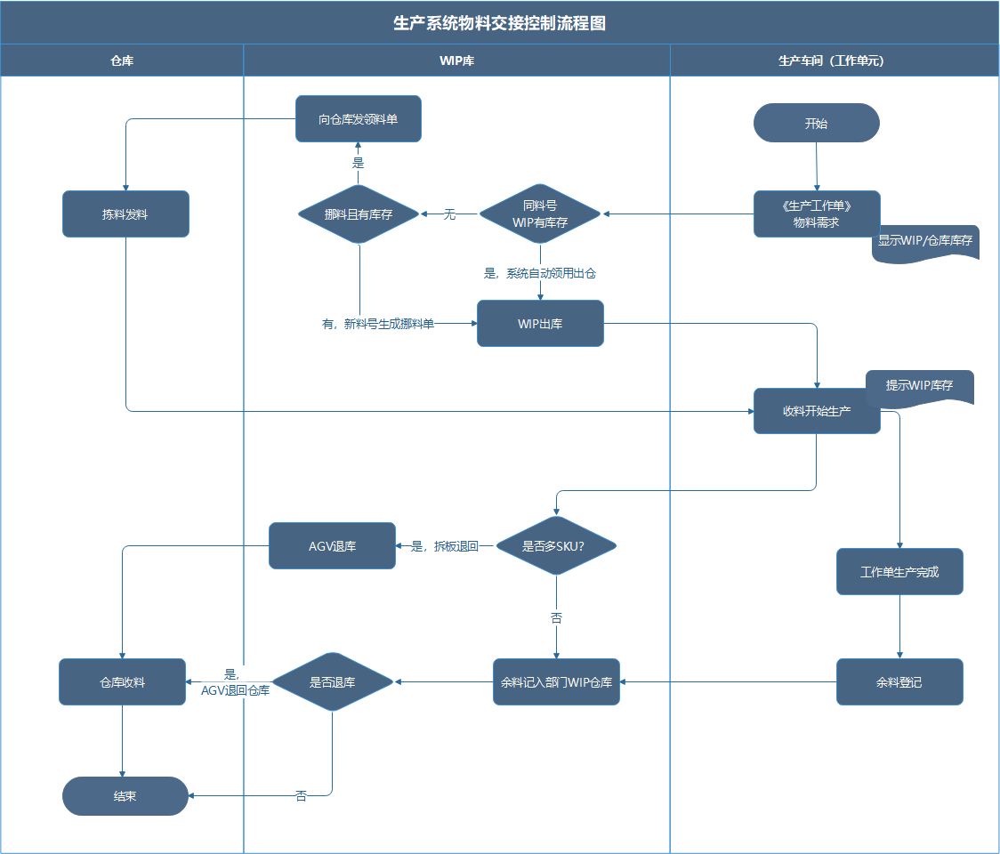 生产系统物料交接控制流程图
仓库
WIP库
生产车间（工作单元）
向仓库发领料单
开始
是
拣料发料
挪料且有库存
无
同料号
WIP有库存
《生产工作单》
物料需求
显示WIP/仓库库存
是，系统自动领用出仓
有，新料号生成挪料单
WIP出库
提示WIP库存
收料开始生产
AGV退库
是，拆板退回
是否多SKU？
工作单生产完成
否
仓库收料
是，
AGV退回仓库
是否退库
余料记入部门WIP仓库
余料登记
结束
否